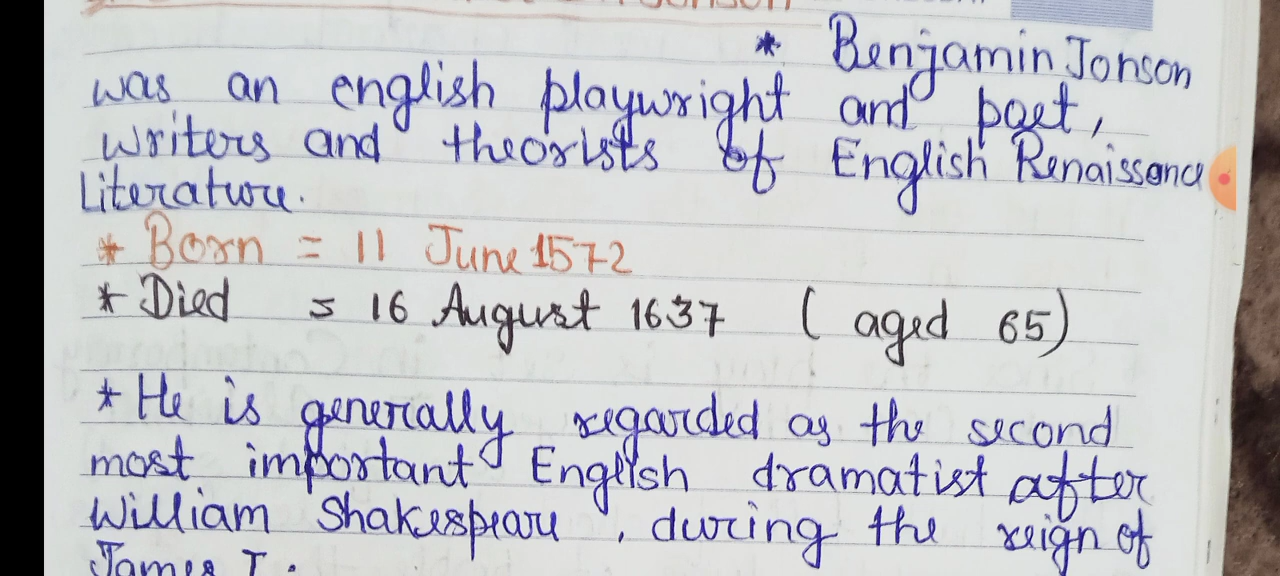 * Benjamin Jonson
was an english playwright and poet,
writers and theorists of English Renaissance
literature.
* Born = 11 June 1572
* Died = 16 August 1637 ( aged 65)
* He is generally regarded as the second
most important English dramatist after
William Shakespeare , during the reign of
James I.